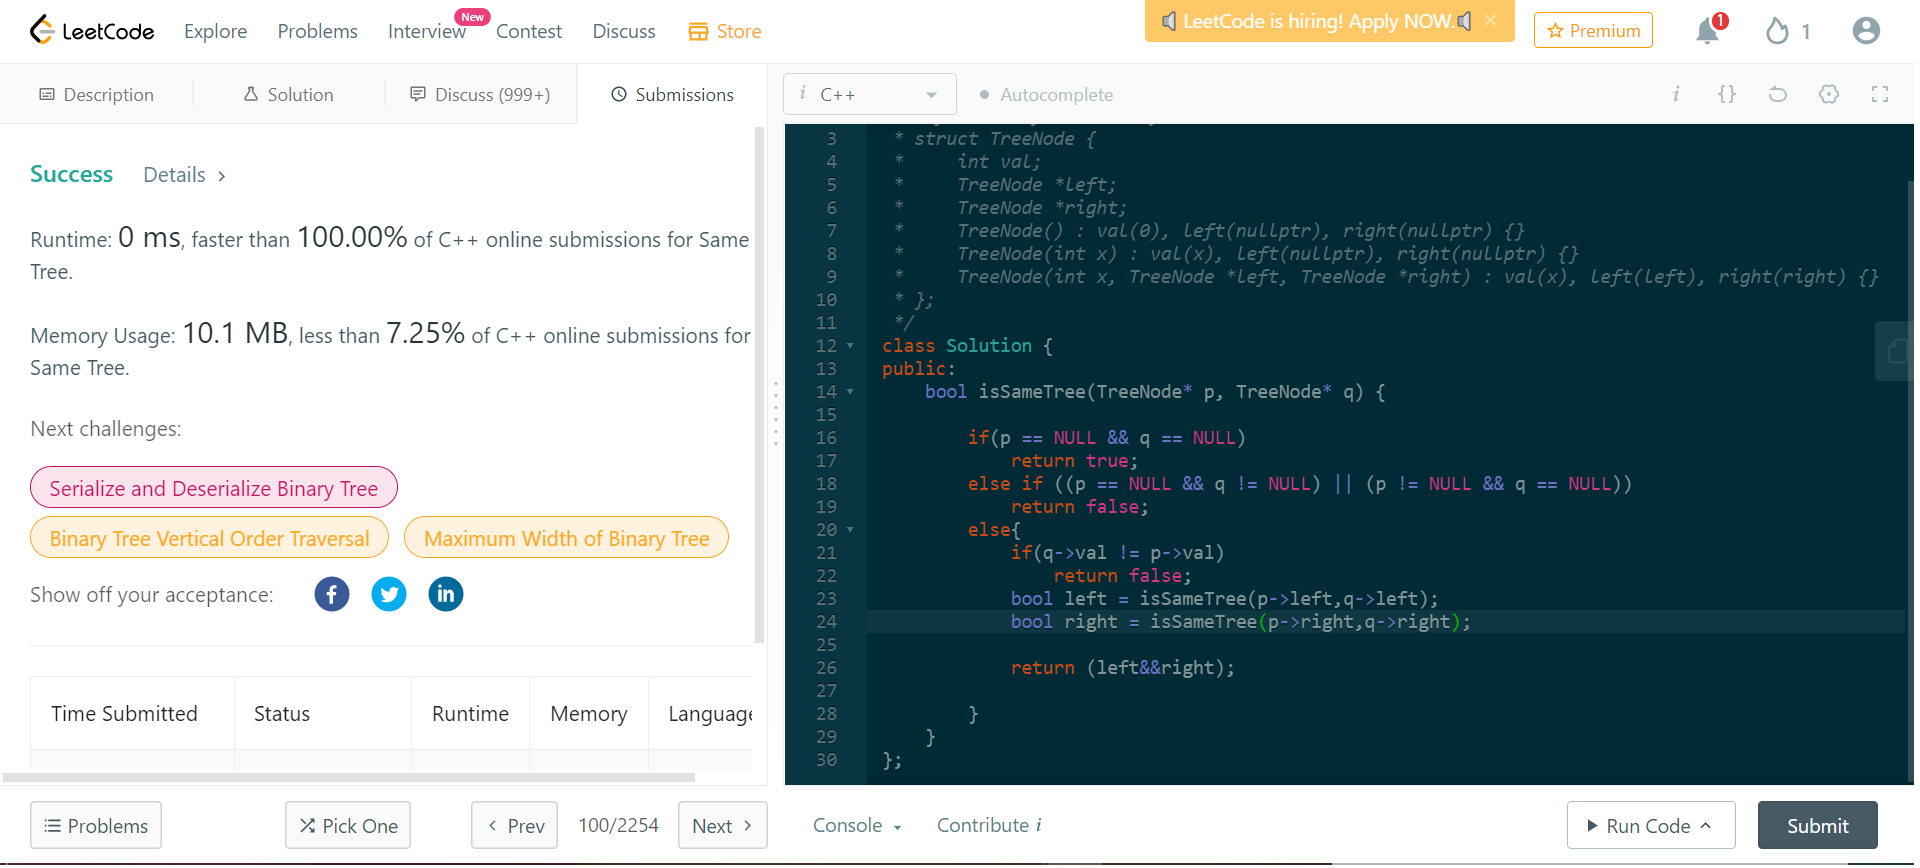 LeetCode Explore Problems Interview New Contest Discuss Store LeetCode is hiring! Apply NOW. × Premium 1 1
Description Solution Discuss (999+) Submissions i C++ Autocomplete i {}
Success Details >
Runtime: 0 ms, faster than 100.00% of C++ online submissions for Same
Tree.
Memory Usage: 10.1 MB, less than 7.25% of C++ online submissions for
Same Tree.
Next challenges:
Serialize and Deserialize Binary Tree
Binary Tree Vertical Order Traversal Maximum Width of Binary Tree
Show off your acceptance: f in
Time Submitted Status Runtime Memory Language
3 * struct TreeNode {
4 *     int val;
5 *     TreeNode *left;
6 *     TreeNode *right;
7 *     TreeNode() : val(0), left(nullptr), right(nullptr) {}
8 *     TreeNode(int x) : val(x), left(nullptr), right(nullptr) {}
9 *     TreeNode(int x, TreeNode *left, TreeNode *right) : val(x), left(left), right(right) {}
10 * };
11 */
12 class Solution {
13 public:
14     bool isSameTree(TreeNode* p, TreeNode* q) {
15
16         if(p == NULL && q == NULL)
17             return true;
18         else if ((p == NULL && q != NULL) || (p != NULL && q == NULL))
19             return false;
20         else{
21             if(q->val != p->val)
22                 return false;
23             bool left = isSameTree(p->left,q->left);
24             bool right = isSameTree(p->right,q->right);
25
26             return (left&&right);
27
28         }
29     }
30 };
Problems Pick One < Prev 100/2254 Next > Console Contribute i Run Code Submit